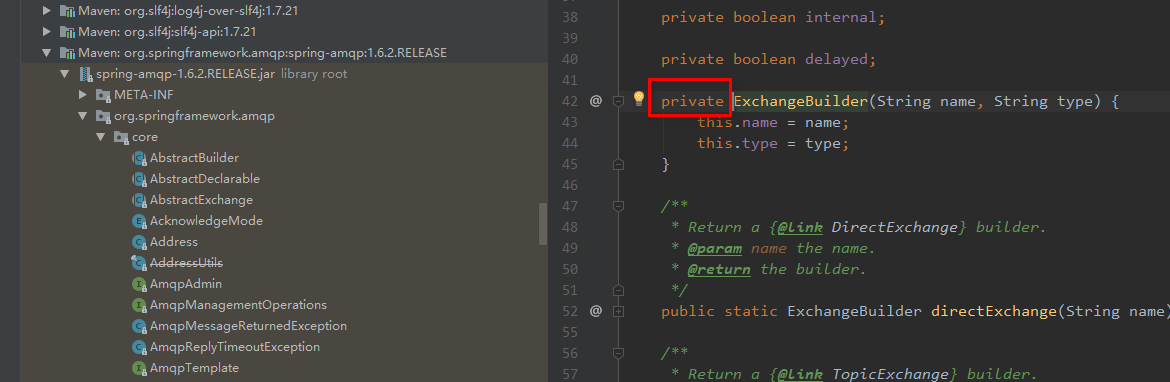 Maven: org.slf4j:log4j-over-slf4j:1.7.21
Maven: org.slf4j:slf4j-api:1.7.21
Maven: org.springframework.amqp:spring-amqp:1.6.2.RELEASE
spring-amqp-1.6.2.RELEASE.jar library root
META-INF
org.springframework.amqp
core
AbstractBuilder
AbstractDeclarable
AbstractExchange
AcknowledgeMode
Address
AddressUtils
AmqpAdmin
AmqpManagementOperations
AmqpMessageReturnedException
AmqpReplyTimeoutException
AmqpTemplate
38 private boolean internal;
39
40 private boolean delayed;
41
42 @ private ExchangeBuilder(String name, String type) {
43 this.name = name;
44 this.type = type;
45 }
46
47 /**
48 * Return a {@link DirectExchange} builder.
49 * @param name the name.
50 * @return the builder.
51 */
52 @ public static ExchangeBuilder directExchange(String name)
55
56 /**
57 * Return a {@link TopicExchange} builder.